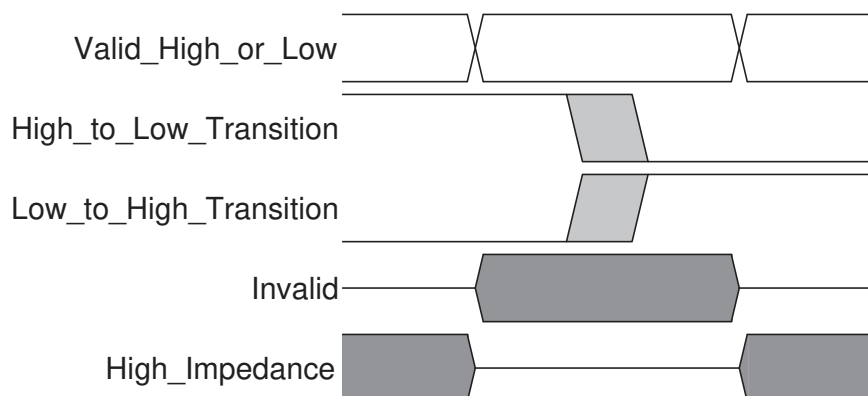 Valid_High_or_Low
High_to_Low_Transition
Low_to_High_Transition
Invalid
High_Impedance